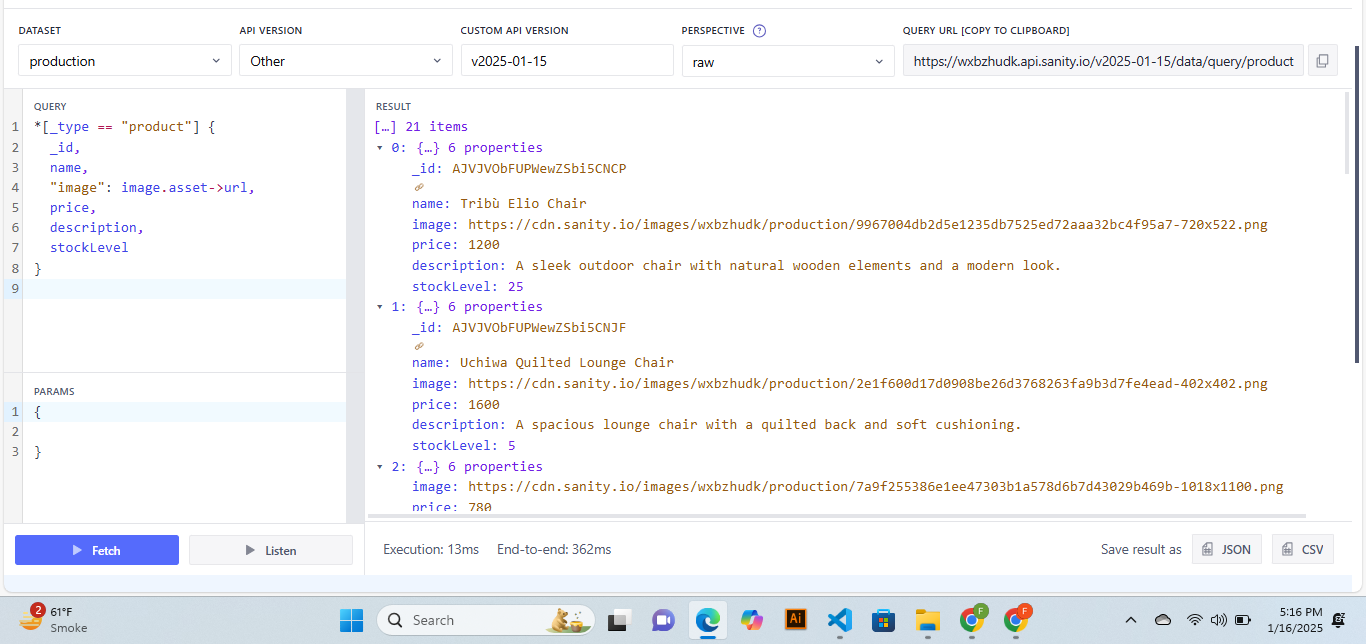 DATASET
API VERSION
CUSTOM API VERSION
PERSPECTIVE ?
QUERY URL [COPY TO CLIPBOARD]
production
Other
v2025-01-15
raw
https://wxbzhudk.api.sanity.io/v2025-01-15/data/query/product
QUERY
1 *[_type == "product"] {
2 _id,
3 name,
4 "image": image.asset->url,
5 price,
6 description,
7 stockLevel
8 }
9
PARAMS
1 {
2
3 }
Fetch
Listen
RESULT
[…] 21 items
0: {…} 6 properties
_id: AJVJVObFUPWewZSbi5CNCP
name: Tribù Elio Chair
image: https://cdn.sanity.io/images/wxbzhudk/production/9967004db2d5e1235db7525ed72aaa32bc4f95a7-720x522.png
price: 1200
description: A sleek outdoor chair with natural wooden elements and a modern look.
stockLevel: 25
1: {…} 6 properties
_id: AJVJVObFUPWewZSbi5CNJF
name: Uchiwa Quilted Lounge Chair
image: https://cdn.sanity.io/images/wxbzhudk/production/2e1f600d17d0908be26d3768263fa9b3d7fe4ead-402x402.png
price: 1600
description: A spacious lounge chair with a quilted back and soft cushioning.
stockLevel: 5
2: {…} 6 properties
image: https://cdn.sanity.io/images/wxbzhudk/production/7a9f255386e1ee47303b1a578d6b7d43029b469b-1018x1100.png
price: 780
Execution: 13ms
End-to-end: 362ms
Save result as
JSON
CSV
2
61°F
Smoke
Search
Ai
F
F
5:16 PM
1/16/2025